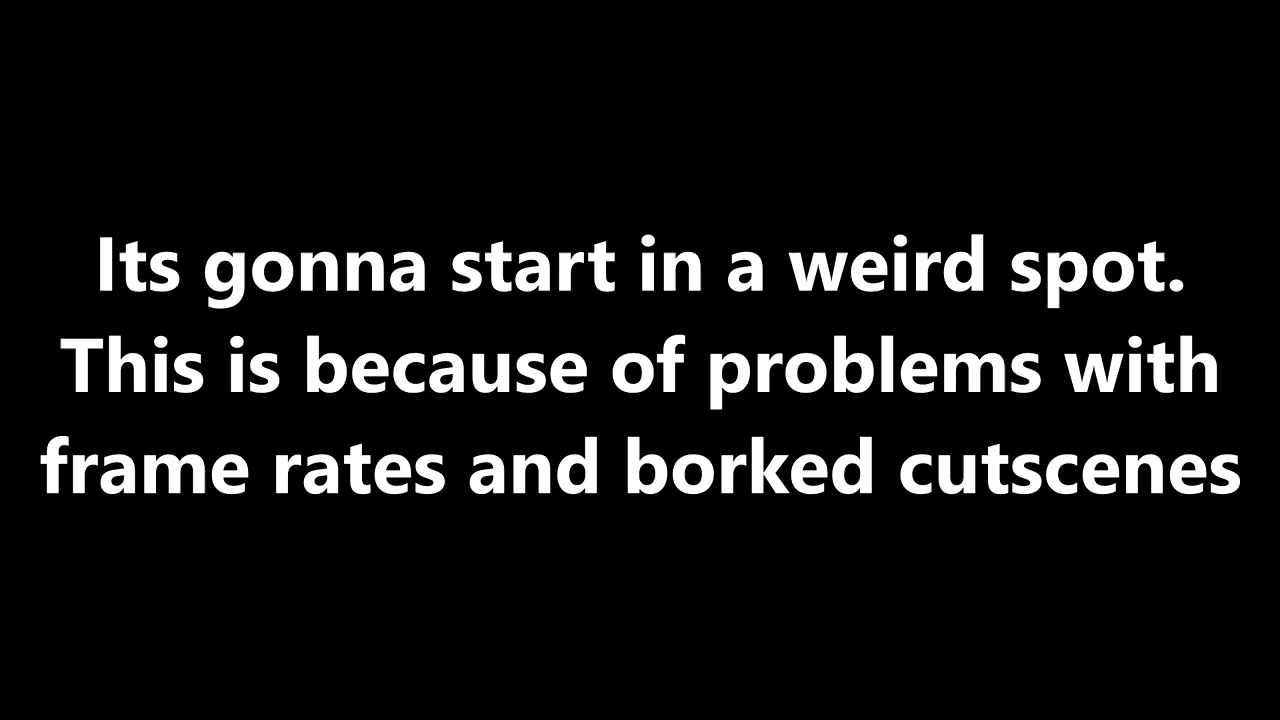 Its gonna start in a weird spot.
This is because of problems with
frame rates and borked cutscenes